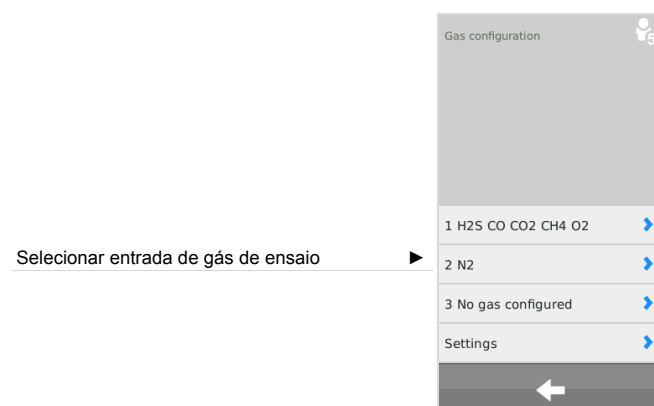 Gas configuration
5
1 H2S CO CO2 CH4 O2
Selecionar entrada de gás de ensaio ►
2 N2
3 No gas configured
Settings